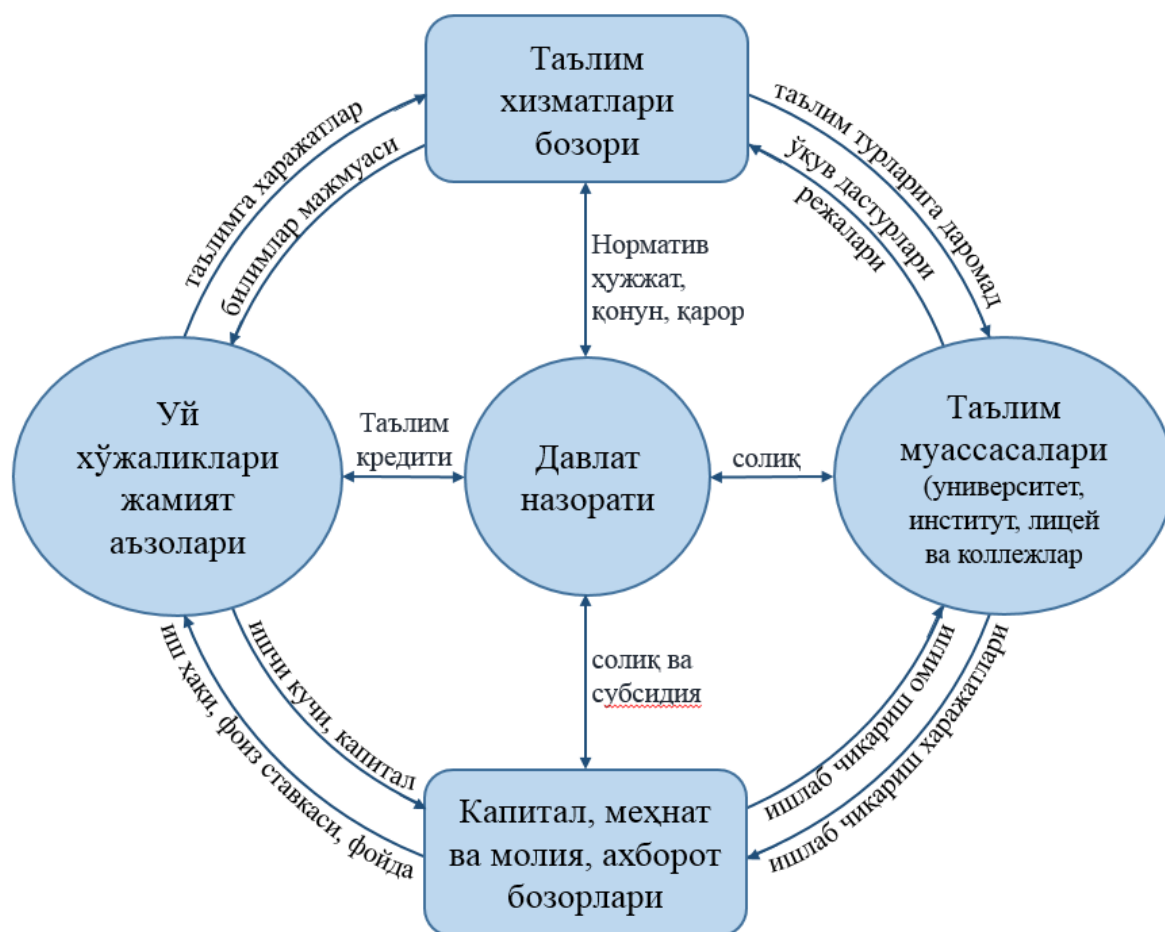 Таълим
хизматлари
бозори
таълимга харажатлар
билимлар мажмуаси
таълим турларига даромад
ўқув дастурлари
режалари
Норматив
ҳужжат,
қонун, қарор
Уй
хўжаликлари
жамият
аъзолари
Таълим
кредити
Давлат
назорати
солиқ
Таълим
муассасалари
(университет,
институт, лицей
ва коллежлар
иш ҳақи, фоиз ставкаси, фойда
ишчи кучи, капитал
солиқ ва
субсидия
ишлаб чиқариш омили
ишлаб чиқариш харажатлари
Капитал, меҳнат
ва молия, ахборот
бозорлари